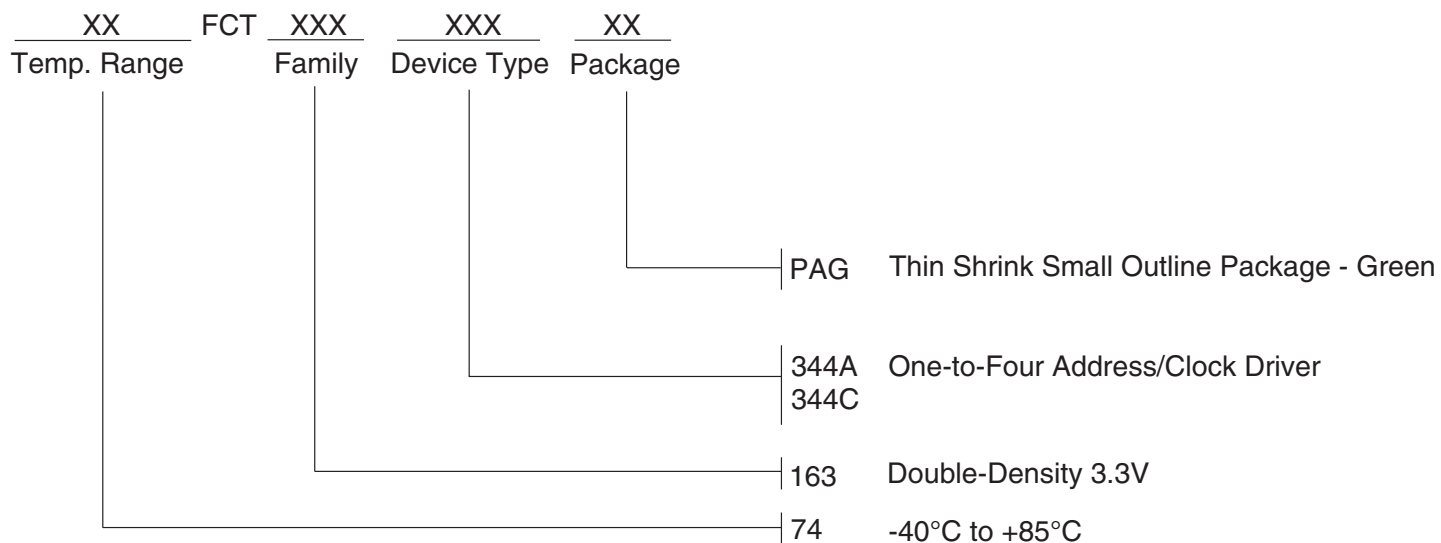 XX FCT XXX XXX XX
Temp. Range Family Device Type Package
PAG Thin Shrink Small Outline Package - Green
344A One-to-Four Address/Clock Driver
344C
163 Double-Density 3.3V
74 -40°C to +85°C